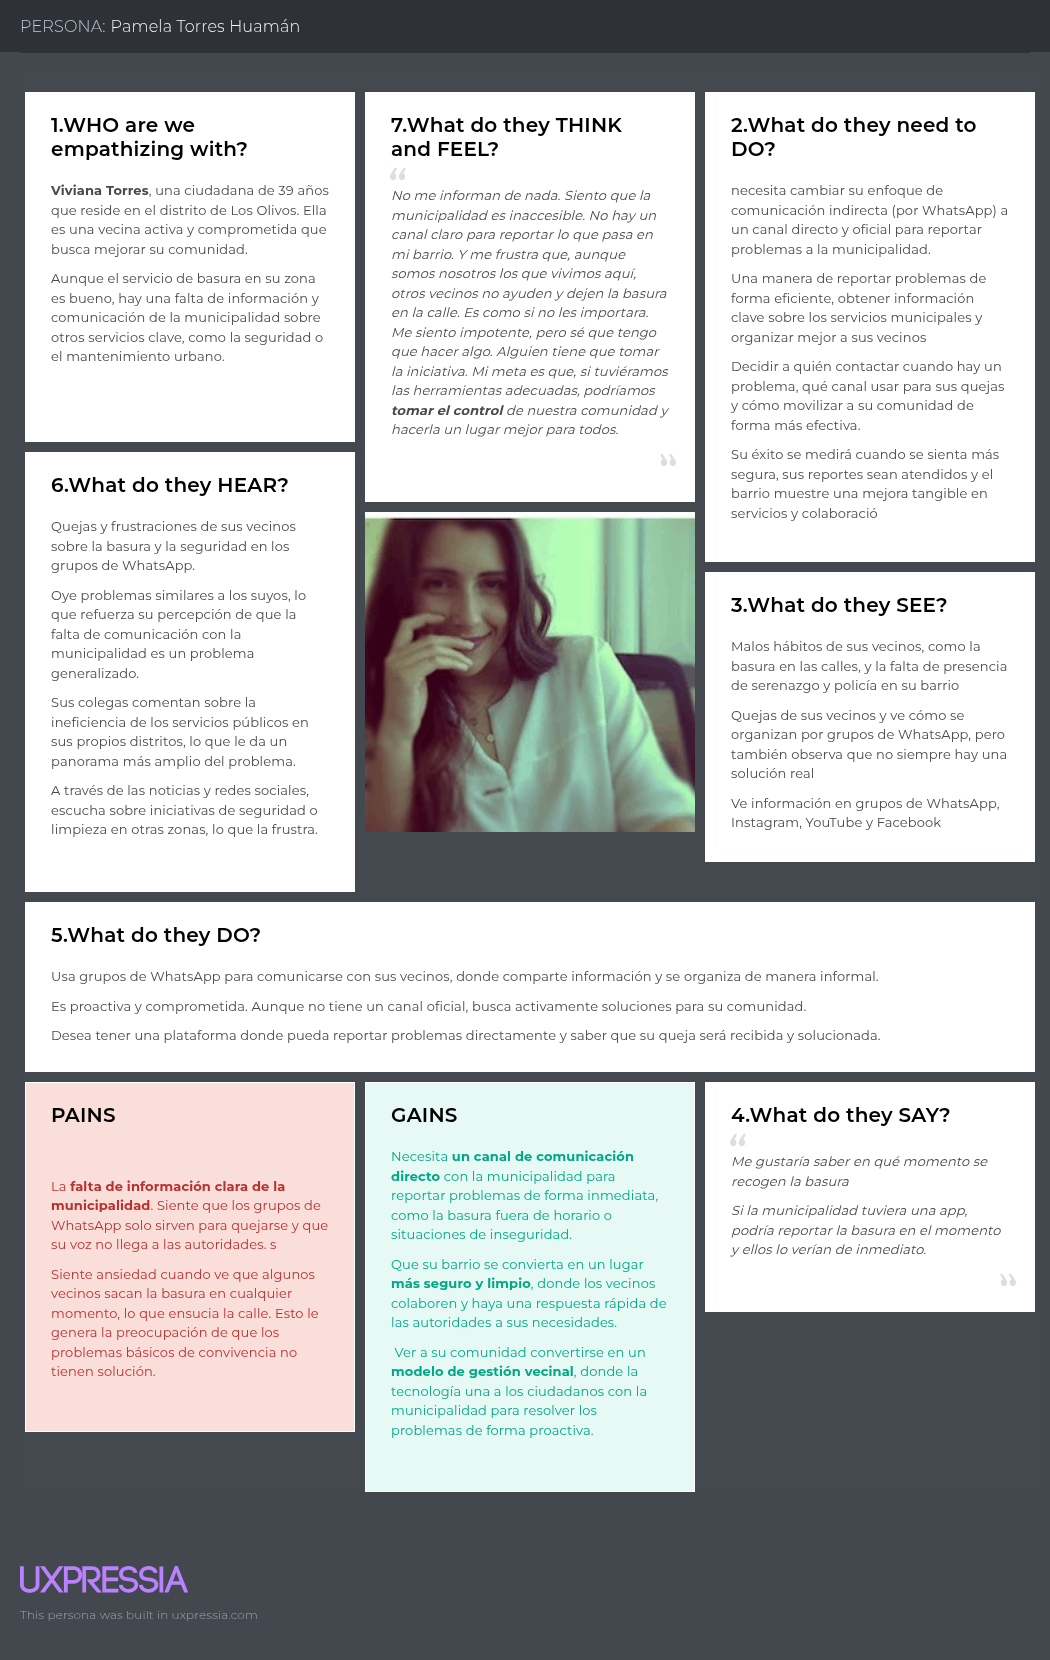 PERSONA: Pamela Torres Huamán
1.WHO are we
empathizing with?
Viviana Torres, una ciudadana de 39 años
que reside en el distrito de Los Olivos. Ella
es una vecina activa y comprometida que
busca mejorar su comunidad.
Aunque el servicio de basura en su zona
es bueno, hay una falta de información y
comunicación de la municipalidad sobre
otros servicios clave, como la seguridad o
el mantenimiento urbano.
7.What do they THINK
and FEEL?
“
No me informan de nada. Siento que la
municipalidad es inaccesible. No hay un
canal claro para reportar lo que pasa en
mi barrio. Y me frustra que, aunque
somos nosotros los que vivimos aquí,
otros vecinos no ayuden y dejen la basura
en la calle. Es como si no les importara.
Me siento impotente, pero sé que tengo
que hacer algo. Alguien tiene que tomar
la iniciativa. Mi meta es que, si tuviéramos
las herramientas adecuadas, podríamos
tomar el control de nuestra comunidad y
hacerla un lugar mejor para todos.
”
2.What do they need to
DO?
necesita cambiar su enfoque de
comunicación indirecta (por WhatsApp) a
un canal directo y oficial para reportar
problemas a la municipalidad.
Una manera de reportar problemas de
forma eficiente, obtener información
clave sobre los servicios municipales y
organizar mejor a sus vecinos
Decidir a quién contactar cuando hay un
problema, qué canal usar para sus quejas
y cómo movilizar a su comunidad de
forma más efectiva.
Su éxito se medirá cuando se sienta más
segura, sus reportes sean atendidos y el
barrio muestre una mejora tangible en
servicios y colaboració
6.What do they HEAR?
Quejas y frustraciones de sus vecinos
sobre la basura y la seguridad en los
grupos de WhatsApp.
Oye problemas similares a los suyos, lo
que refuerza su percepción de que la
falta de comunicación con la
municipalidad es un problema
generalizado.
Sus colegas comentan sobre la
ineficiencia de los servicios públicos en
sus propios distritos, lo que le da un
panorama más amplio del problema.
A través de las noticias y redes sociales,
escucha sobre iniciativas de seguridad o
limpieza en otras zonas, lo que la frustra.
3.What do they SEE?
Malos hábitos de sus vecinos, como la
basura en las calles, y la falta de presencia
de serenazgo y policía en su barrio
Quejas de sus vecinos y ve cómo se
organizan por grupos de WhatsApp, pero
también observa que no siempre hay una
solución real
Ve información en grupos de WhatsApp,
Instagram, YouTube y Facebook
5.What do they DO?
Usa grupos de WhatsApp para comunicarse con sus vecinos, donde comparte información y se organiza de manera informal.
Es proactiva y comprometida. Aunque no tiene un canal oficial, busca activamente soluciones para su comunidad.
Desea tener una plataforma donde pueda reportar problemas directamente y saber que su queja será recibida y solucionada.
PAINS
La falta de información clara de la
municipalidad. Siente que los grupos de
WhatsApp solo sirven para quejarse y que
su voz no llega a las autoridades. s
Siente ansiedad cuando ve que algunos
vecinos sacan la basura en cualquier
momento, lo que ensucia la calle. Esto le
genera la preocupación de que los
problemas básicos de convivencia no
tienen solución.
GAINS
Necesita un canal de comunicación
directo con la municipalidad para
reportar problemas de forma inmediata,
como la basura fuera de horario o
situaciones de inseguridad.
Que su barrio se convierta en un lugar
más seguro y limpio, donde los vecinos
colaboren y haya una respuesta rápida de
las autoridades a sus necesidades.
Ver a su comunidad convertirse en un
modelo de gestión vecinal, donde la
tecnología una a los ciudadanos con la
municipalidad para resolver los
problemas de forma proactiva.
4.What do they SAY?
“
Me gustaría saber en qué momento se
recogen la basura
Si la municipalidad tuviera una app,
podría reportar la basura en el momento
y ellos lo verían de inmediato.
”
UXPRESSIA
This persona was built in uxpressia.com